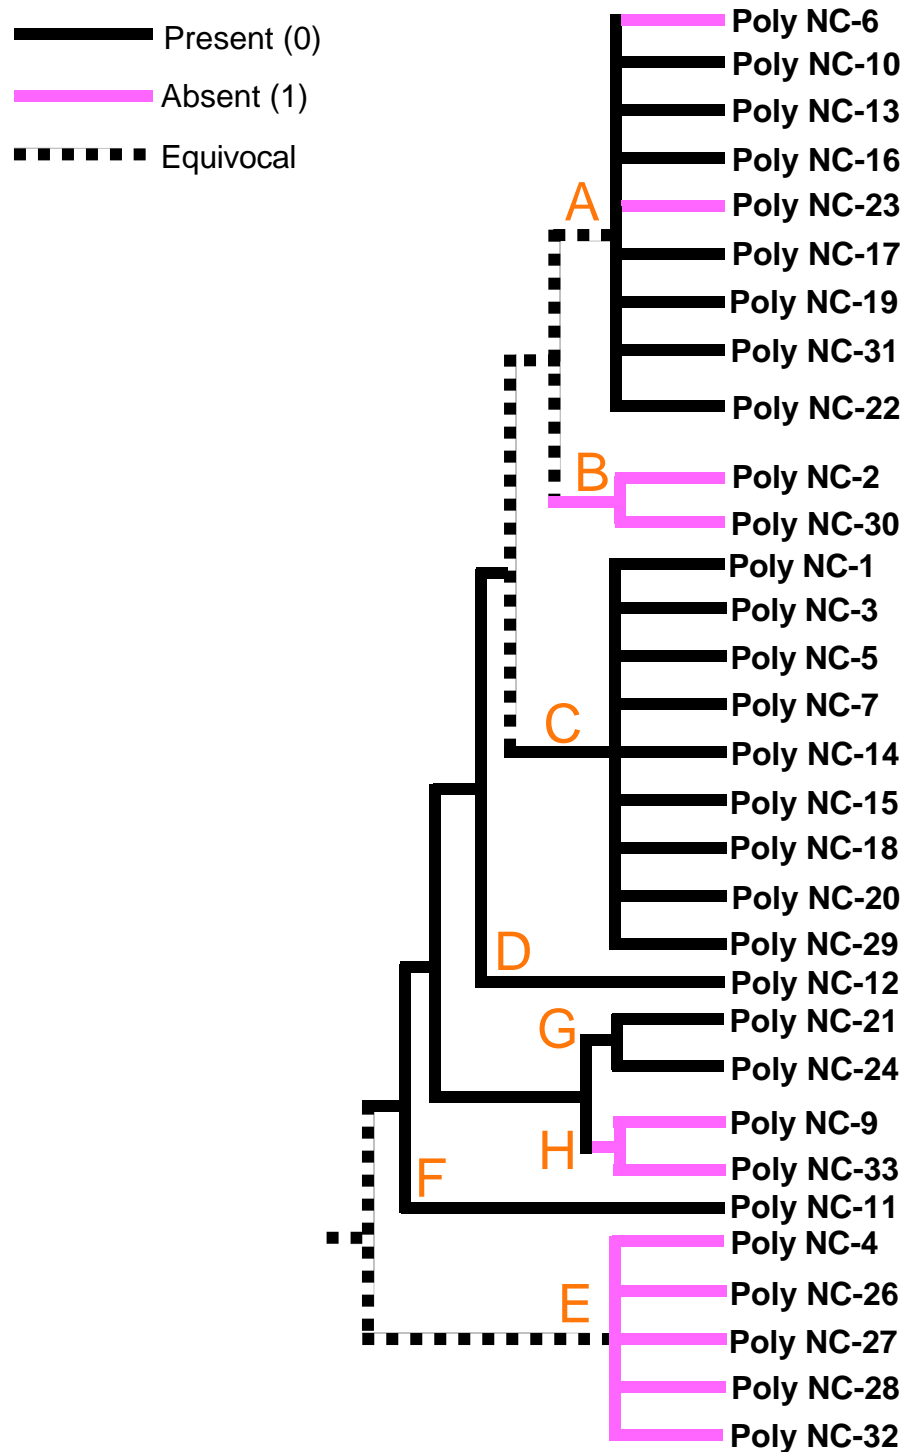 Present (0)
Absent (1)
Equivocal
Poly NC-6
Poly NC-10
Poly NC-13
Poly NC-16
A
Poly NC-23
Poly NC-17
Poly NC-19
Poly NC-31
Poly NC-22
B
Poly NC-2
Poly NC-30
Poly NC-1
Poly NC-3
Poly NC-5
Poly NC-7
C
Poly NC-14
Poly NC-15
Poly NC-18
Poly NC-20
Poly NC-29
D
Poly NC-12
Poly NC-21
G
Poly NC-24
Poly NC-9
H
Poly NC-33
F
Poly NC-11
Poly NC-4
Poly NC-26
E
Poly NC-27
Poly NC-28
Poly NC-32